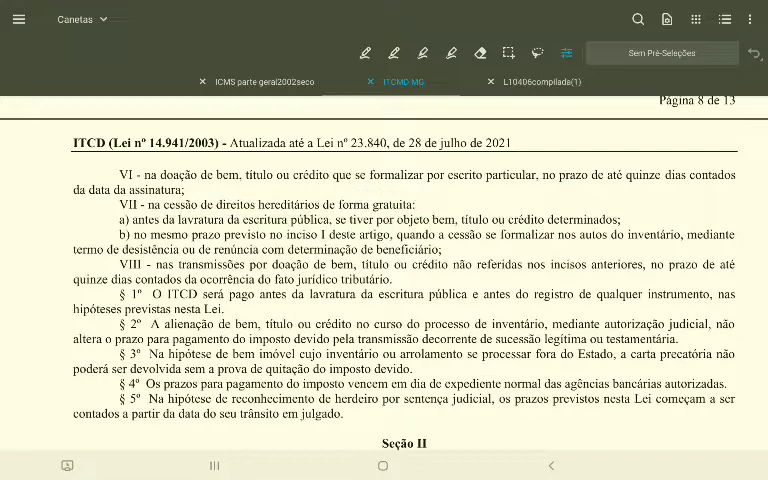 Canetas
Sem Pré-Seleções
ICMS parte geral2002seco
ITCMD-MG
L10406compilada(1)
Página 8 de 13
ITCD (Lei nº 14.941/2003) - Atualizada até a Lei nº 23.840, de 28 de julho de 2021
VI - na doação de bem, título ou crédito que se formalizar por escrito particular, no prazo de até quinze dias contados
da data da assinatura;
VII - na cessão de direitos hereditários de forma gratuita:
a) antes da lavratura da escritura pública, se tiver por objeto bem, título ou crédito determinados;
b) no mesmo prazo previsto no inciso I deste artigo, quando a cessão se formalizar nos autos do inventário, mediante
termo de desistência ou de renúncia com determinação de beneficiário;
VIII - nas transmissões por doação de bem, título ou crédito não referidas nos incisos anteriores, no prazo de até
quinze dias contados da ocorrência do fato jurídico tributário.
§ 1º O ITCD será pago antes da lavratura da escritura pública e antes do registro de qualquer instrumento, nas
hipóteses previstas nesta Lei.
§ 2º A alienação de bem, título ou crédito no curso do processo de inventário, mediante autorização judicial, não
altera o prazo para pagamento do imposto devido pela transmissão decorrente de sucessão legítima ou testamentária.
§ 3º Na hipótese de bem imóvel cujo inventário ou arrolamento se processar fora do Estado, a carta precatória não
poderá ser devolvida sem a prova de quitação do imposto devido.
§ 4º Os prazos para pagamento do imposto vencem em dia de expediente normal das agências bancárias autorizadas.
§ 5º Na hipótese de reconhecimento de herdeiro por sentença judicial, os prazos previstos nesta Lei começam a ser
contados a partir da data do seu trânsito em julgado.
Seção II